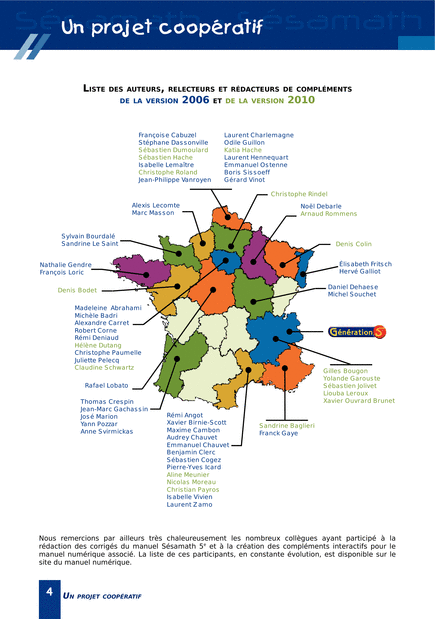 Un projet coopératif
LISTE DES AUTEURS, RELECTEURS ET RÉDACTEURS DE COMPLÉMENTS
DE LA VERSION 2006 ET DE LA VERSION 2010
Françoise Cabuzel
Stéphane Dassonville
Sébastien Dumoulard
Sébastien Hache
Isabelle Lemaître
Christophe Roland
Jean-Philippe Vanroyen
Laurent Charlemagne
Odile Guillon
Katia Hache
Laurent Hennequart
Emmanuel Ostenne
Boris Sissoeff
Gérard Vinot
Christophe Rindel
Alexis Lecomte
Marc Masson
Noël Debarle
Arnaud Rommens
Sylvain Bourdalé
Sandrine Le Saint
Denis Colin
Nathalie Gendre
François Loric
Élisabeth Fritsch
Hervé Galliot
Denis Bodet
Daniel Dehaese
Michel Souchet
Madeleine Abrahami
Michèle Badri
Alexandre Carret
Robert Corne
Rémi Deniaud
Hélène Dutang
Christophe Paumelle
Juliette Pelecq
Claudine Schwartz
Génération 5
Rafael Lobato
Gilles Bougon
Yolande Garouste
Sébastien Jolivet
Liouba Leroux
Xavier Ouvrard Brunet
Thomas Crespin
Jean-Marc Gachassin
José Marion
Yann Pozzar
Anne Svirmickas
Rémi Angot
Xavier Birnie-Scott
Maxime Cambon
Audrey Chauvet
Emmanuel Chauvet
Benjamin Clerc
Sébastien Cogez
Pierre-Yves Icard
Aline Meunier
Nicolas Moreau
Christian Payros
Isabelle Vivien
Laurent Zamo
Sandrine Baglieri
Franck Gaye
Nous remercions par ailleurs très chaleureusement les nombreux collègues ayant participé à la
rédaction des corrigés du manuel Sésamath 5e et à la création des compléments interactifs pour le
manuel numérique associé. La liste de ces participants, en constante évolution, est disponible sur le
site du manuel numérique.
4 UN PROJET COOPÉRATIF